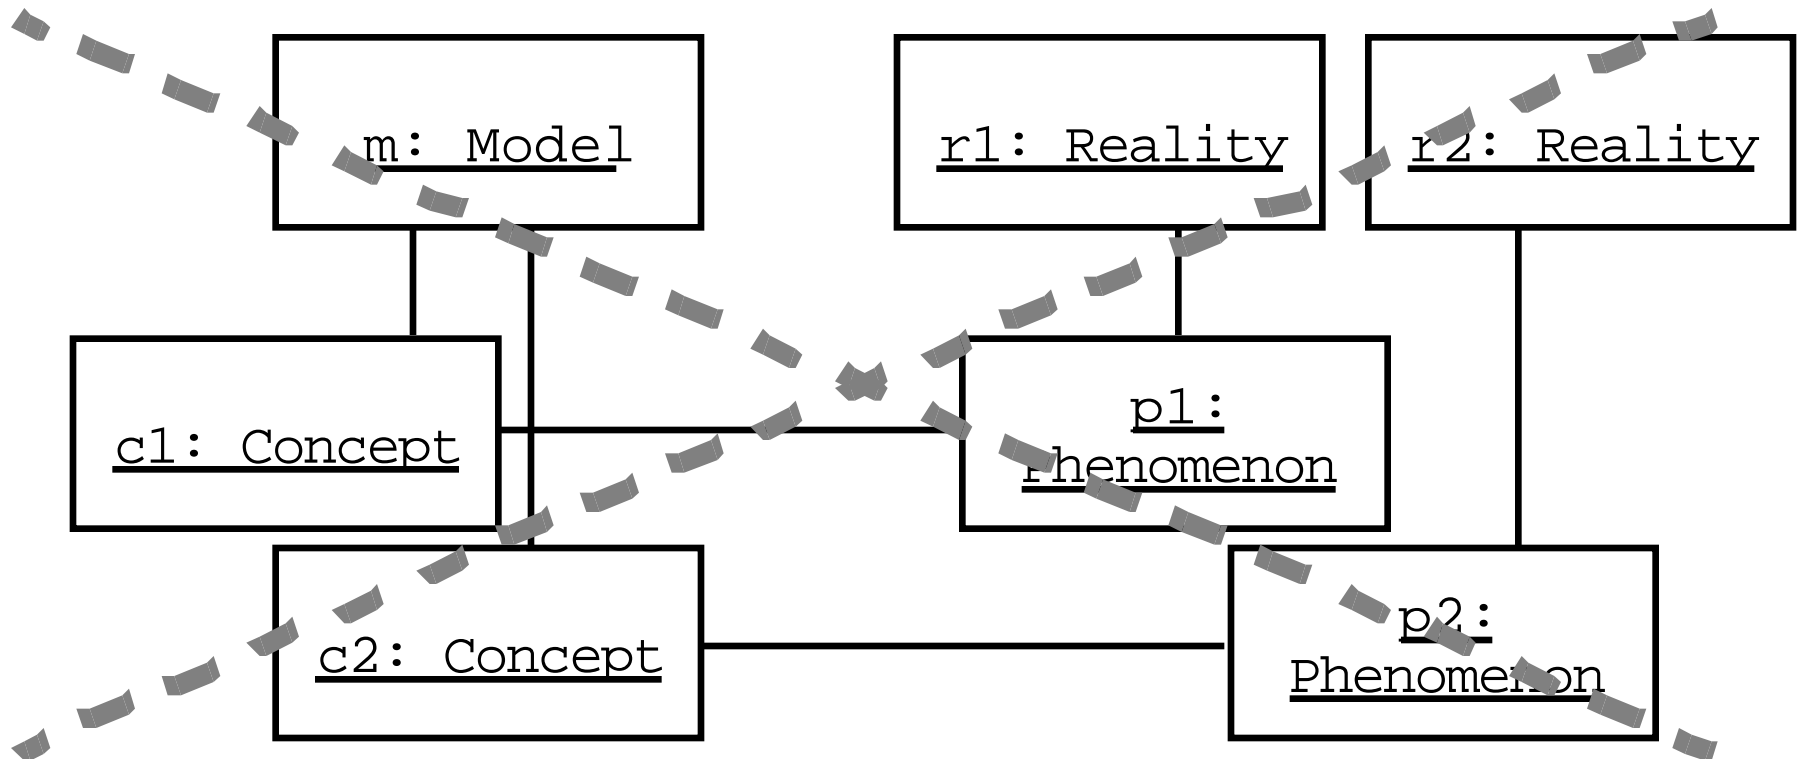 m: Model
r1: Reality
r2: Reality
c1: Concept
p1:
Phenomenon
c2: Concept
p2:
Phenomenon